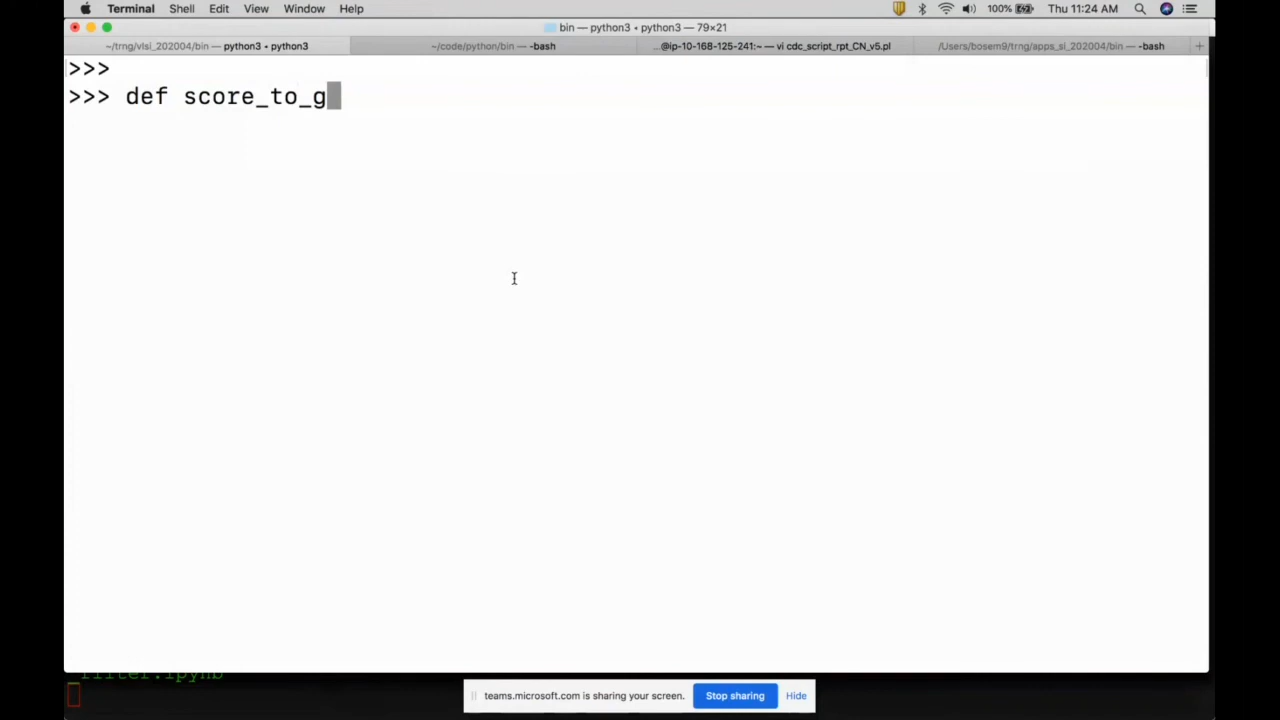 Terminal Shell Edit View Window Help 100% Thu 11:24 AM
bin — python3 • python3 — 79×21
~/trng/vlsi_202004/bin — python3 • python3 ~/code/python/bin — -bash ...@ip-10-168-125-241:~ — vi cdc_script_rpt_CN_v5.pl /Users/bosem9/trng/apps_sl_202004/bin — -bash +
>>>
>>> def score_to_g
teams.microsoft.com is sharing your screen. Stop sharing Hide